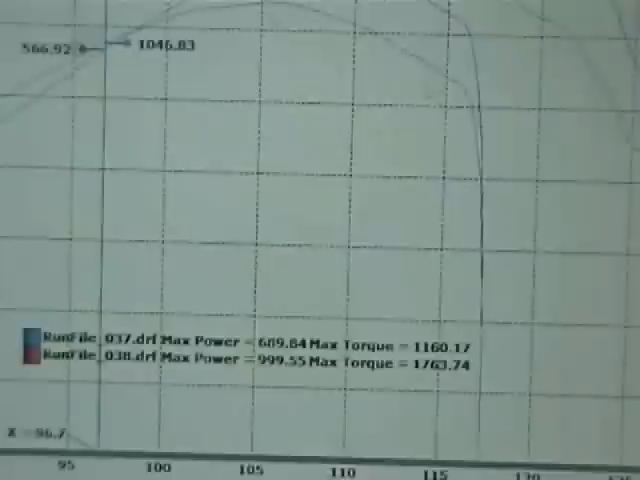 566.92 1046.83
RunFile_037.drf Max Power = 689.84 Max Torque = 1160.17
RunFile_038.drf Max Power = 999.55 Max Torque = 1763.74
X = 96.7
95 100 105 110 115 120 125